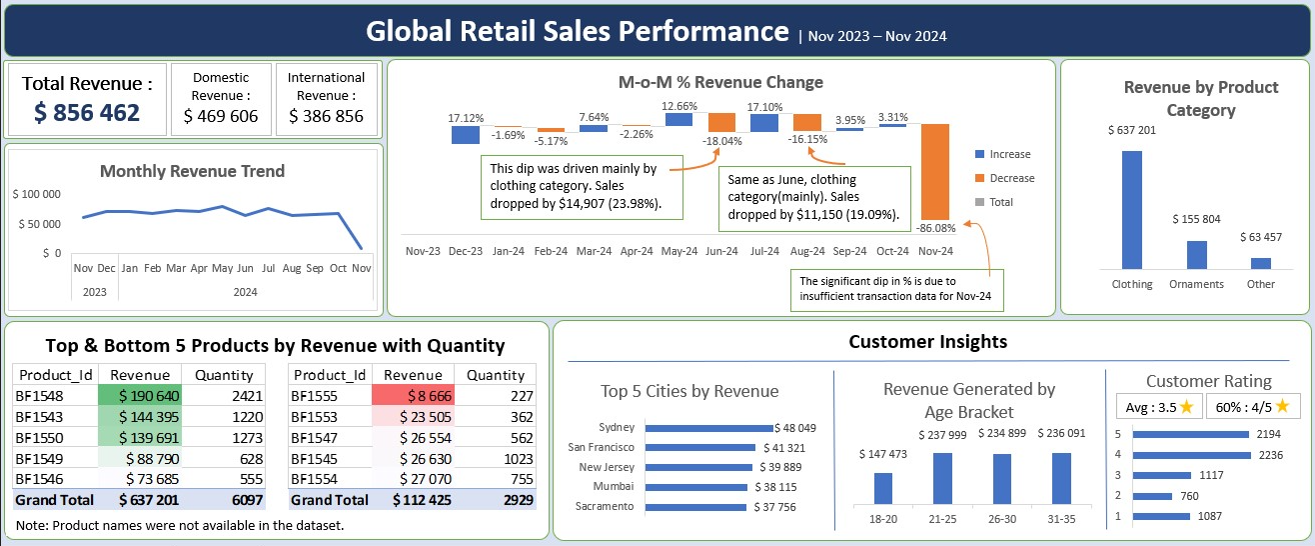 Global Retail Sales Performance | Nov 2023 – Nov 2024
Total Revenue :
$ 856 462
Domestic
Revenue :
$ 469 606
International
Revenue :
$ 386 856
Monthly Revenue Trend
$ 100 000
$ 50 000
$ 0
Nov Dec Jan Feb Mar Apr May Jun Jul Aug Sep Oct Nov
2023 2024
M-o-M % Revenue Change
17.12% -1.69% -5.17% 7.64% -2.26% 12.66% -18.04% 17.10% -16.15% 3.95% 3.31% -86.08%
This dip was driven mainly by
clothing category. Sales
dropped by $14,907 (23.98%).
Same as June, clothing
category(mainly). Sales
dropped by $11,150 (19.09%).
Increase
Decrease
Total
Nov-23 Dec-23 Jan-24 Feb-24 Mar-24 Apr-24 May-24 Jun-24 Jul-24 Aug-24 Sep-24 Oct-24 Nov-24
The significant dip in % is due to
insufficient transaction data for Nov-24
Revenue by Product
Category
$ 637 201
$ 155 804
$ 63 457
Clothing Ornaments Other
Top & Bottom 5 Products by Revenue with Quantity
Product_Id Revenue Quantity
BF1548 $ 190 640 2421
BF1543 $ 144 395 1220
BF1550 $ 139 691 1273
BF1549 $ 88 790 628
BF1546 $ 73 685 555
Grand Total $ 637 201 6097
Product_Id Revenue Quantity
BF1555 $ 8 666 227
BF1553 $ 23 505 362
BF1547 $ 26 554 562
BF1545 $ 26 630 1023
BF1554 $ 27 070 755
Grand Total $ 112 425 2929
Note: Product names were not available in the dataset.
Customer Insights
Top 5 Cities by Revenue
Sydney $ 48 049
San Francisco $ 41 321
New Jersey $ 39 889
Mumbai $ 38 115
Sacramento $ 37 756
Revenue Generated by
Age Bracket
$ 147 473 $ 237 999 $ 234 899 $ 236 091
18-20 21-25 26-30 31-35
Customer Rating
Avg : 3.5 60% : 4/5
5 2194
4 2236
3 1117
2 760
1 1087